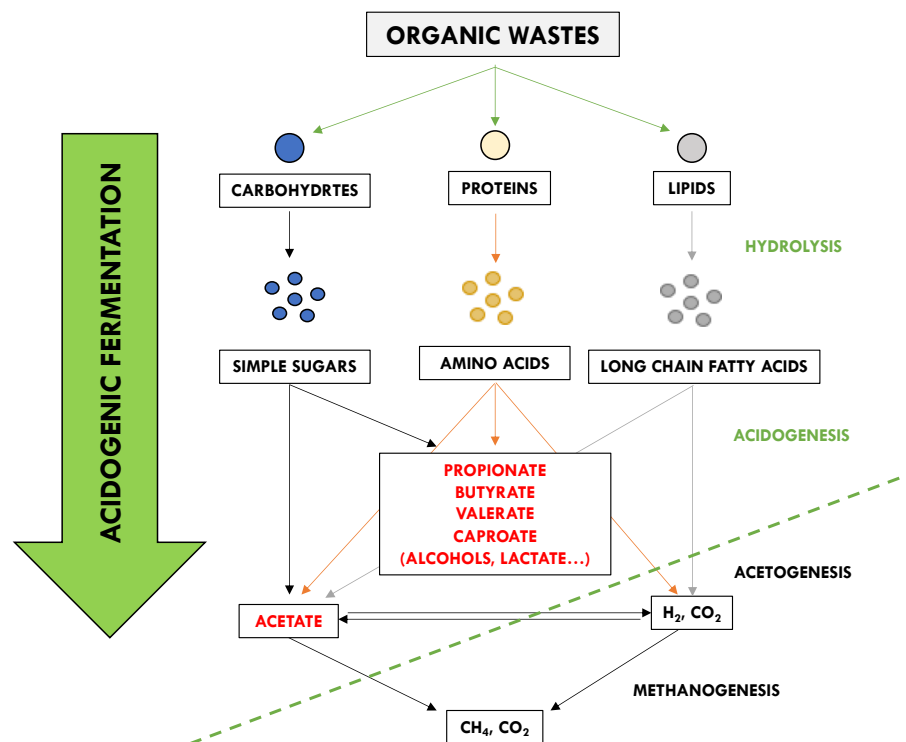 ORGANIC WASTES
ACIDOGENIC FERMENTATION
CARBOHYDRTES
PROTEINS
LIPIDS
HYDROLYSIS
SIMPLE SUGARS
AMINO ACIDS
LONG CHAIN FATTY ACIDS
ACIDOGENESIS
PROPIONATE
BUTYRATE
VALERATE
CAPROATE
(ALCOHOLS, LACTATE...)
ACETOGENESIS
ACETATE
H₂, CO₂
METHANOGENESIS
CH₄, CO₂